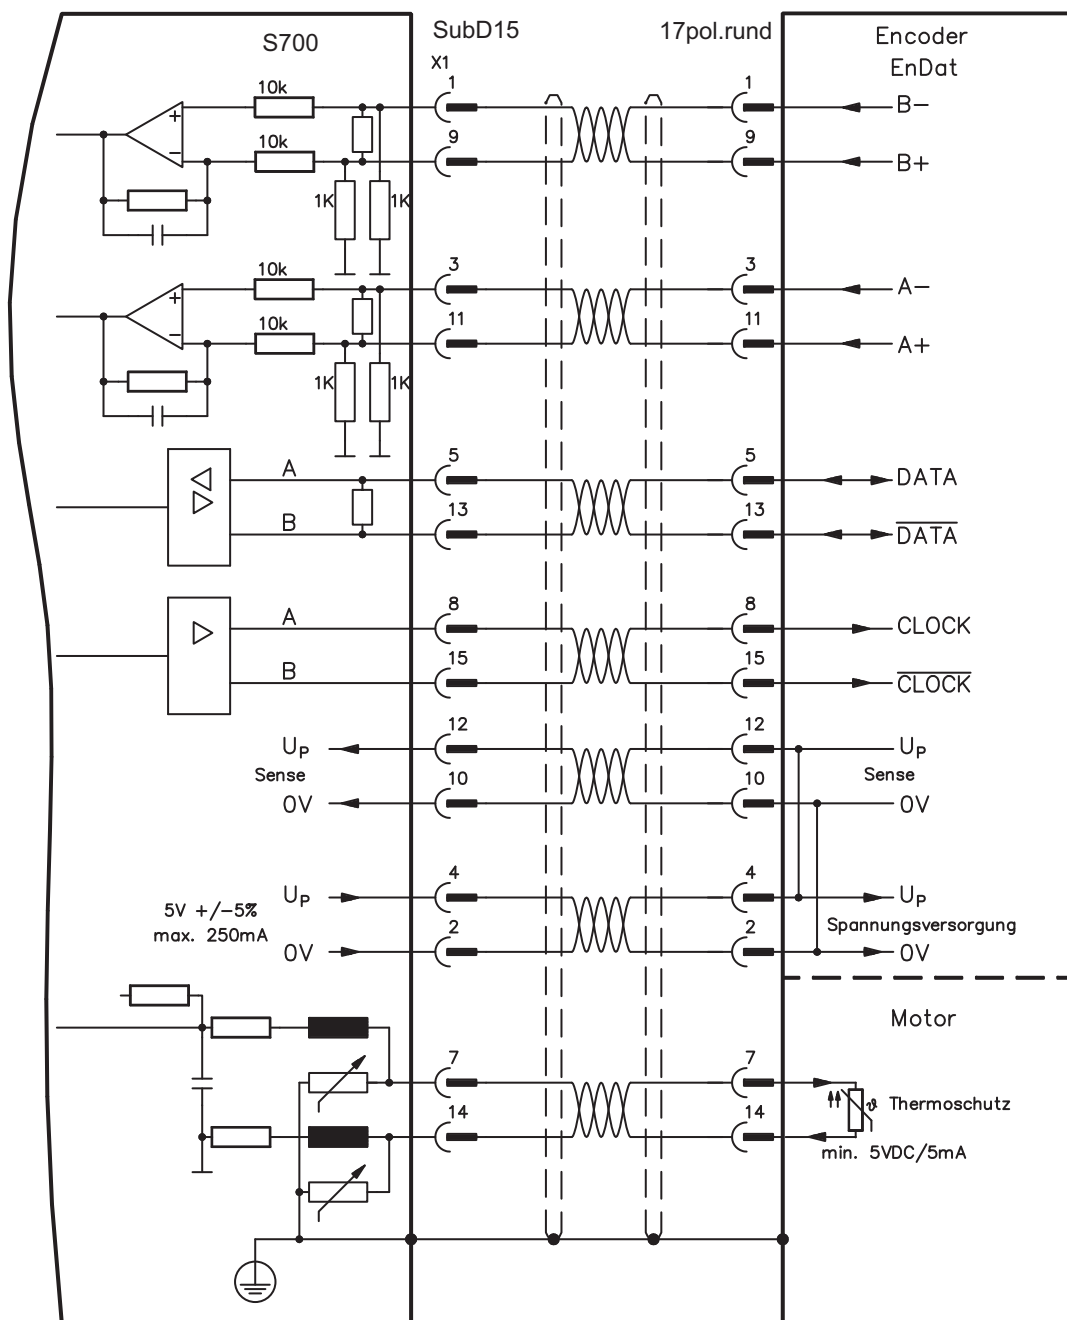 S700 SubD15 17pol.rund Encoder
EnDat
X1
10k 1 1 B-
10k 9 9 B+
1K 1K
10k 3 3 A-
10k 11 11 A+
1K 1K
A 5 5 DATA
B 13 13 DATA
A 8 8 CLOCK
B 15 15 CLOCK
UP 12 12 UP
Sense Sense
0V 10 10 0V
UP 4 4 UP
5V +/-5%
max. 250mA
Spannungsversorgung
0V 2 2 0V
Motor
7 7
ϑ Thermoschutz
14 14
min. 5VDC/5mA